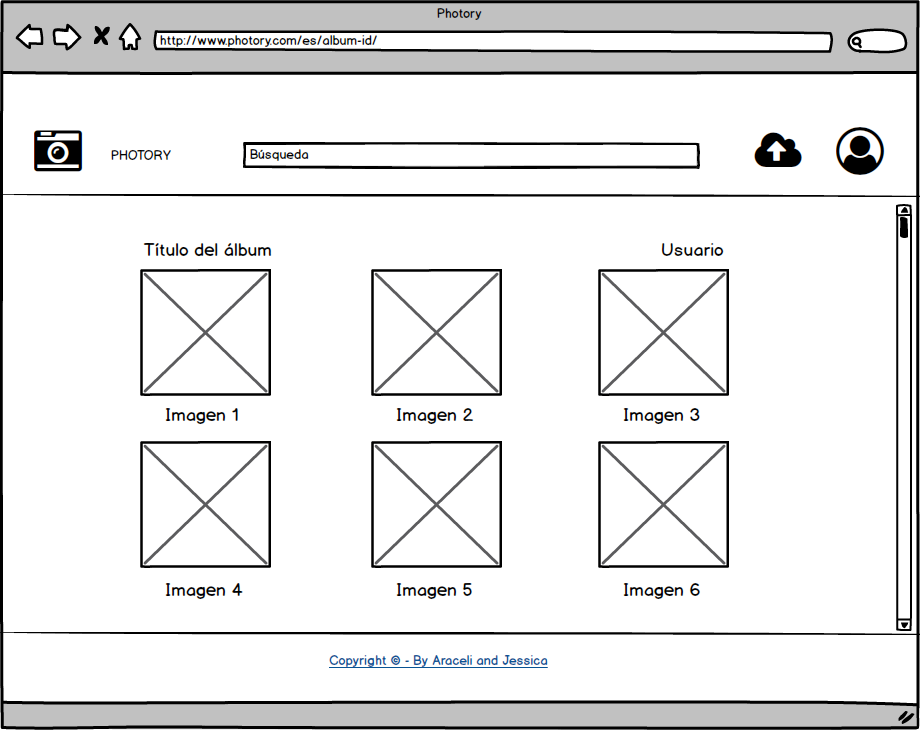 Photory
http://www.photory.com/es/album-id/
PHOTORY
Búsqueda
Título del álbum
Usuario
Imagen 1
Imagen 2
Imagen 3
Imagen 4
Imagen 5
Imagen 6
Copyright © - By Araceli and Jessica